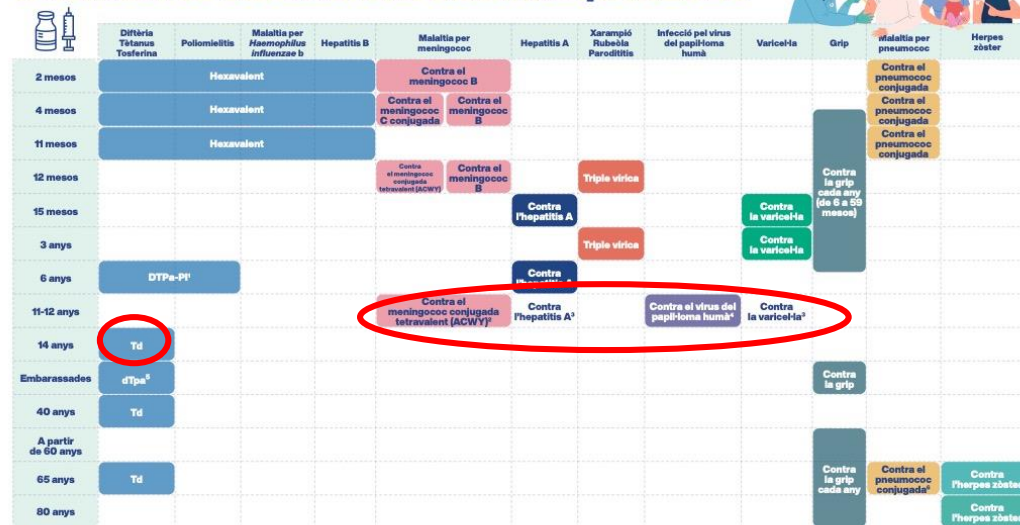 Diftèria
Tètanus
Tosferina
Poliomielitis
Malaltia per
Haemophilus
influenzae b
Hepatitis B
Malaltia per
meningococ
Hepatitis A
Xarampió
Rubeòla
Parodititis
Infecció pel virus
del papil·loma
humà
Varicel·la
Grip
Malaltia per
pneumococ
Herpes
zòster
2 mesos
Hexavalent
Contra el
meningococ B
Contra el
pneumococ
conjugada
4 mesos
Hexavalent
Contra el
meningococ
C conjugada
Contra el
meningococ
B
Contra el
pneumococ
conjugada
11 mesos
Hexavalent
Contra el
pneumococ
conjugada
12 mesos
Contra
el meningococ
conjugada
tetravalent (ACWY)
Contra el
meningococ
B
Triple vírica
Contra
la grip
cada any
(de 6 a 59
mesos)
15 mesos
Contra
l'hepatitis A
Contra
la varicel·la
3 anys
Triple vírica
Contra
la varicel·la
6 anys
DTPa-PI¹
Contra
l'hepatitis A
11-12 anys
Contra el
meningococ conjugada
tetravalent (ACWY)²
Contra
l'hepatitis A³
Contra el virus del
papil·loma humà⁴
Contra
la varicel·la³
14 anys
Td
Embarassades
dTpa⁵
Contra
la grip
40 anys
Td
A partir
de 60 anys
Contra
la grip
cada any
65 anys
Td
Contra el
pneumococ
conjugada⁶
Contra
l'herpes zòster
80 anys
Contra
l'herpes zòster